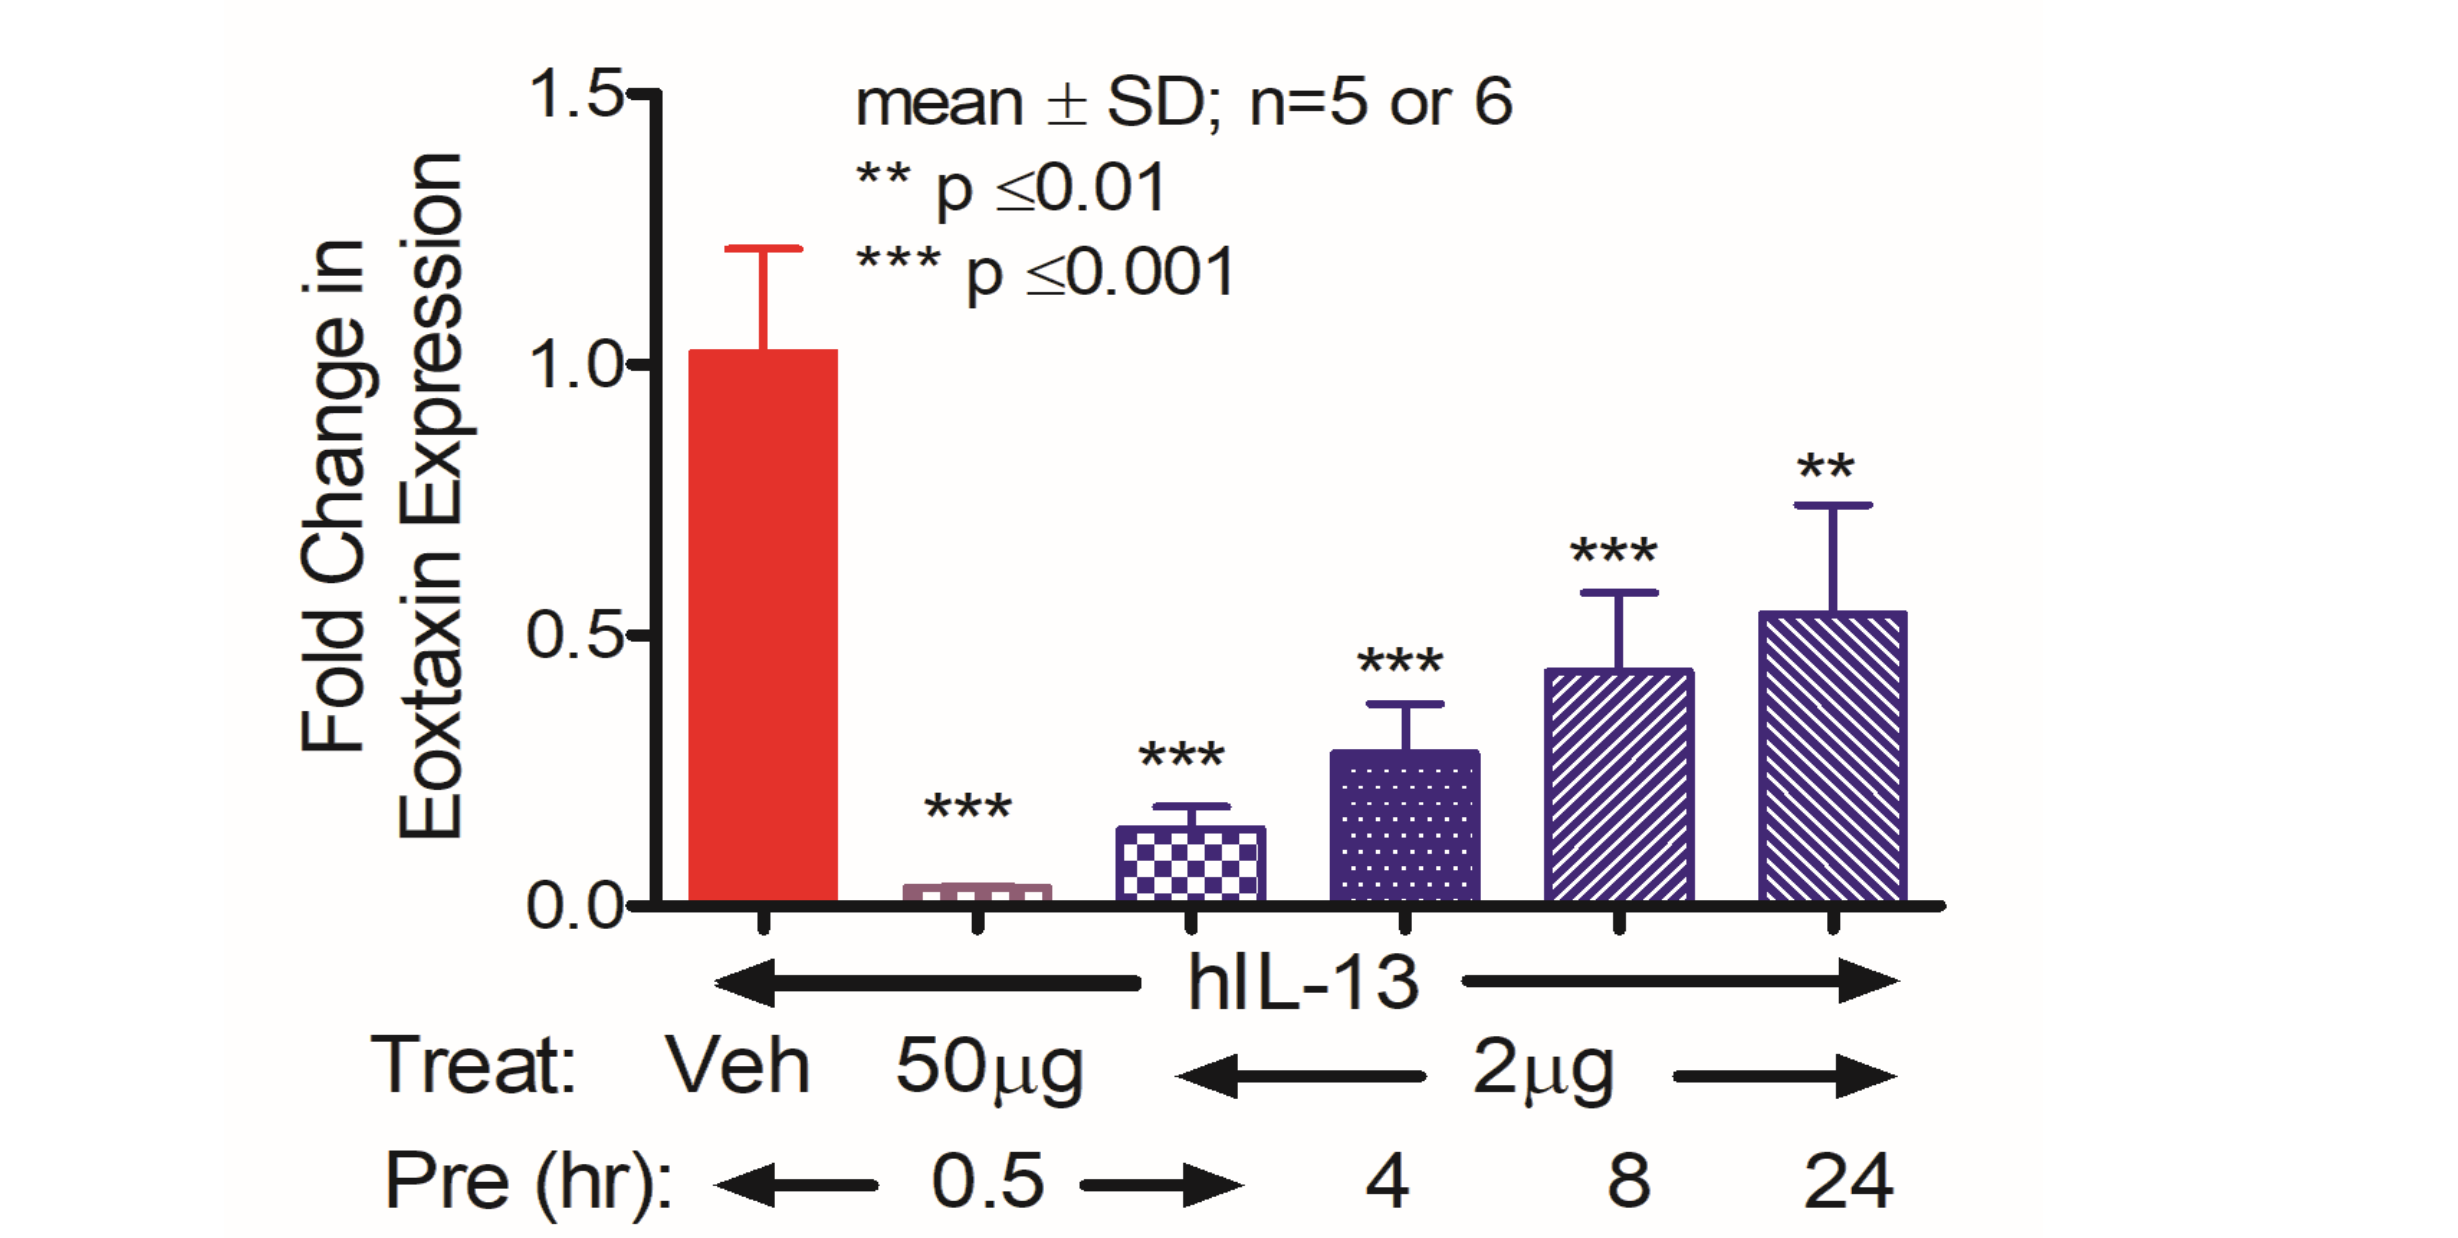 Fold Change in
Eoxtaxin Expression
1.5
1.0
0.5
0.0
mean ± SD; n=5 or 6
** p ≤0.01
*** p ≤0.001
***
***
***
***
**
hIL-13
Treat: Veh 50μg 2μg
Pre (hr): 0.5 4 8 24